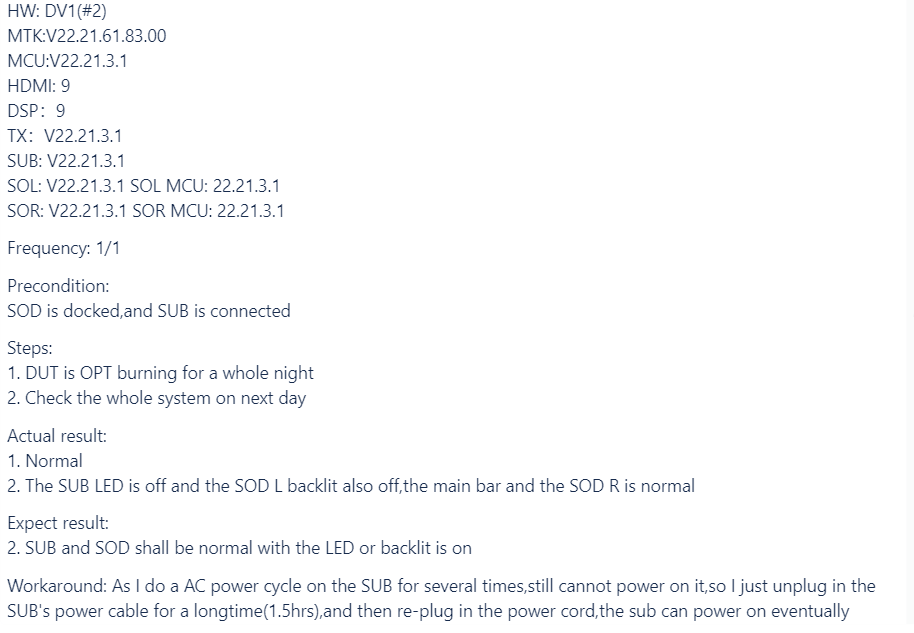 HW: DV1(#2)
MTK:V22.21.61.83.00
MCU:V22.21.3.1
HDMI: 9
DSP： 9
TX： V22.21.3.1
SUB: V22.21.3.1
SOL: V22.21.3.1 SOL MCU: 22.21.3.1
SOR: V22.21.3.1 SOR MCU: 22.21.3.1
Frequency: 1/1
Precondition:
SOD is docked,and SUB is connected
Steps:
1. DUT is OPT burning for a whole night
2. Check the whole system on next day
Actual result:
1. Normal
2. The SUB LED is off and the SOD L backlit also off,the main bar and the SOD R is normal
Expect result:
2. SUB and SOD shall be normal with the LED or backlit is on
Workaround: As I do a AC power cycle on the SUB for several times,still cannot power on it,so I just unplug in the
SUB's power cable for a longtime(1.5hrs),and then re-plug in the power cord,the sub can power on eventually